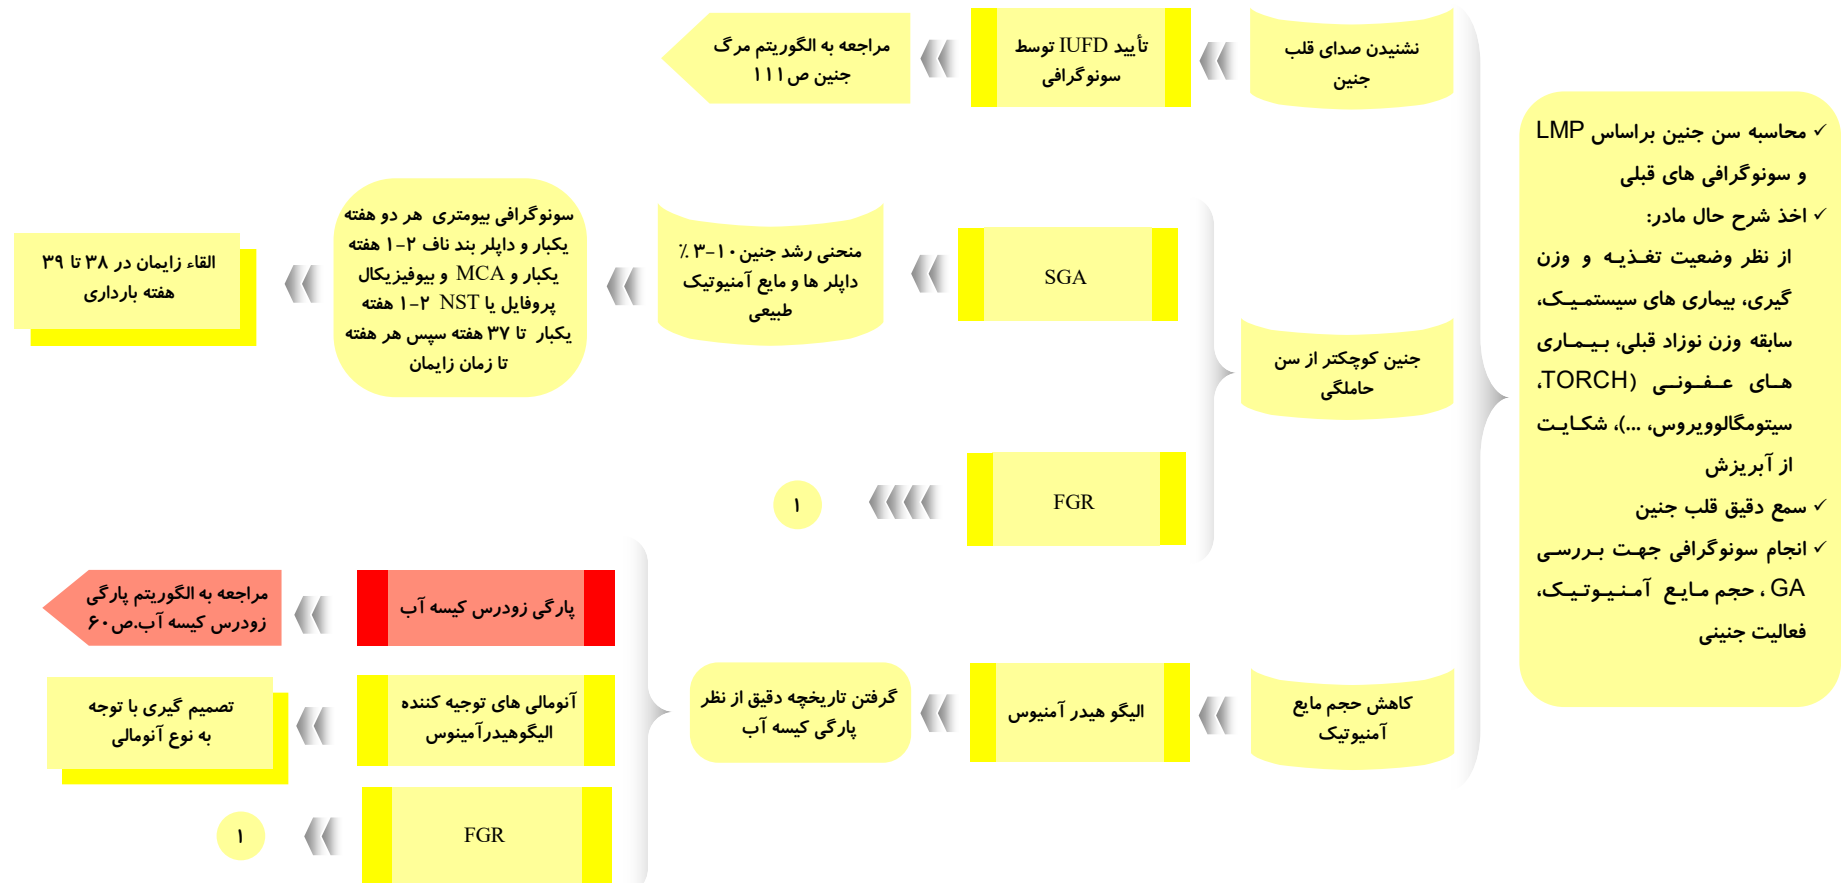 محاسبه سن جنین براساس LMP
و سونوگرافی های قبلی
اخذ شرح حال مادر:
از نظر وضعیت تغذیه و وزن
گیری، بیماری های سیستمیک،
سابقه وزن نوزاد قبلی، بیماری
های عفونی (TORCH،
سیتومگالوویروس، ...)، شکایت
از آبریزش
سمع دقیق قلب جنین
انجام سونوگرافی جهت بررسی
GA ، حجم مایع آمنیوتیک،
فعالیت جنینی
نشنیدن صدای قلب
جنین
تأیید IUFD توسط
سونوگرافی
مراجعه به الگوریتم مرگ
جنین ص۱۱۱
جنین کوچکتر از سن
حاملگی
SGA
منحنی رشد جنین۱۰-۳ ٪
داپلر ها و مایع آمنیوتیک
طبیعی
سونوگرافی بیومتری هر دو هفته
یکبار و داپلر بند ناف ۲-۱ هفته
یکبار و MCA و بیوفیزیکال
پروفایل یا NST ۲-۱ هفته
یکبار تا ۳۷ هفته سپس هر هفته
تا زمان زایمان
القاء زایمان در ۳۸ تا ۳۹
هفته بارداری
FGR
۱
کاهش حجم مایع
آمنیوتیک
الیگو هیدر آمنیوس
گرفتن تاریخچه دقیق از نظر
پارگی کیسه آب
پارگی زودرس کیسه آب
مراجعه به الگوریتم پارگی
زودرس کیسه آب.ص۶۰
آنومالی های توجیه کننده
الیگوهیدرآمینوس
تصمیم گیری با توجه
به نوع آنومالی
FGR
۱